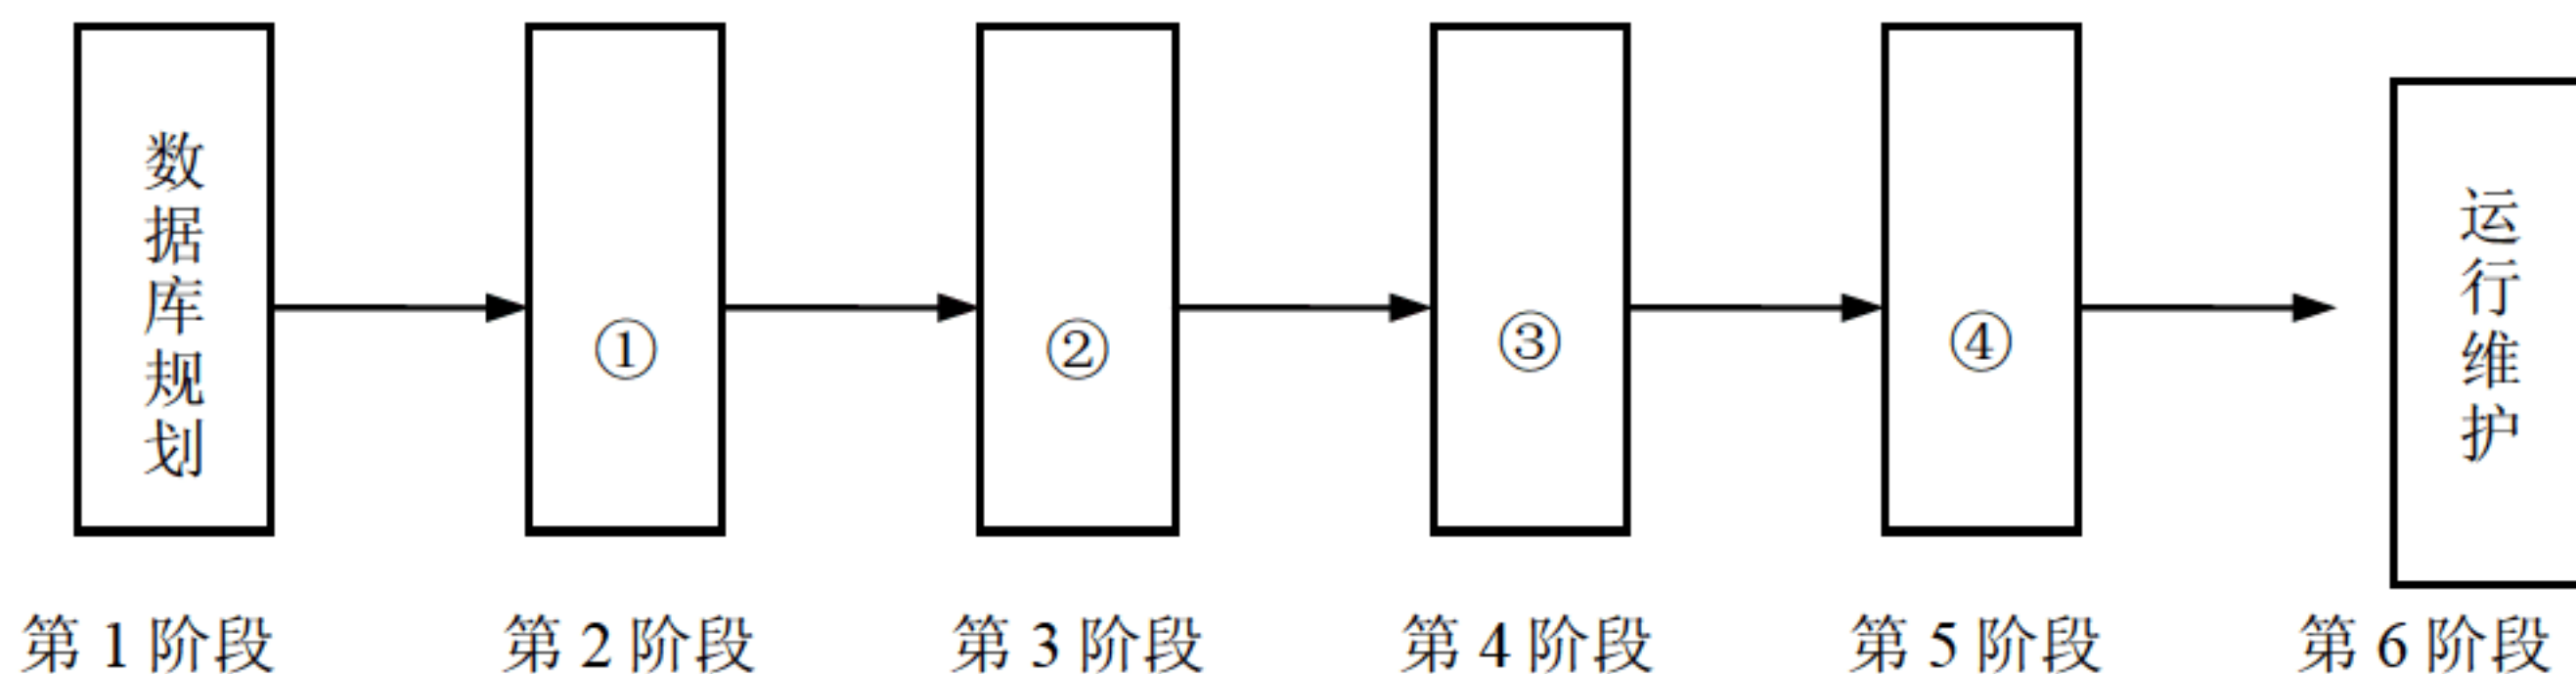 数据库规划
①
②
③
④
运行维护
第 1 阶段
第 2 阶段
第 3 阶段
第 4 阶段
第 5 阶段
第 6 阶段